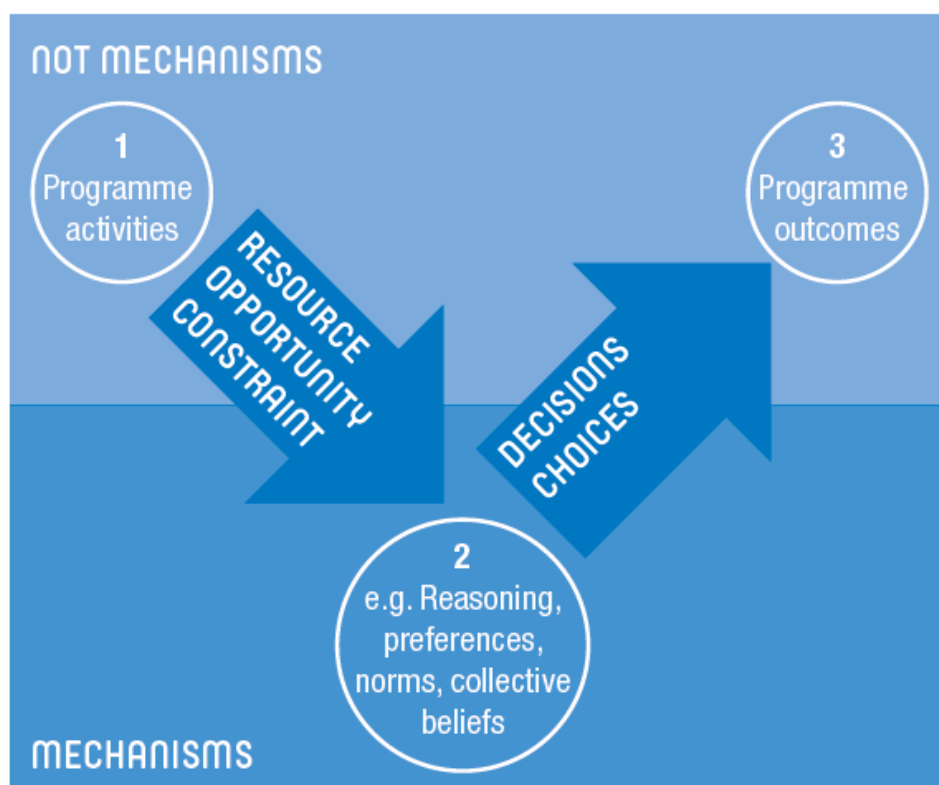 NOT MECHANISMS
1
Programme
activities
3
Programme
outcomes
RESOURCE
OPPORTUNITY
CONSTRAINT
DECISIONS
CHOICES
2
e.g. Reasoning,
preferences,
norms, collective
beliefs
MECHANISMS